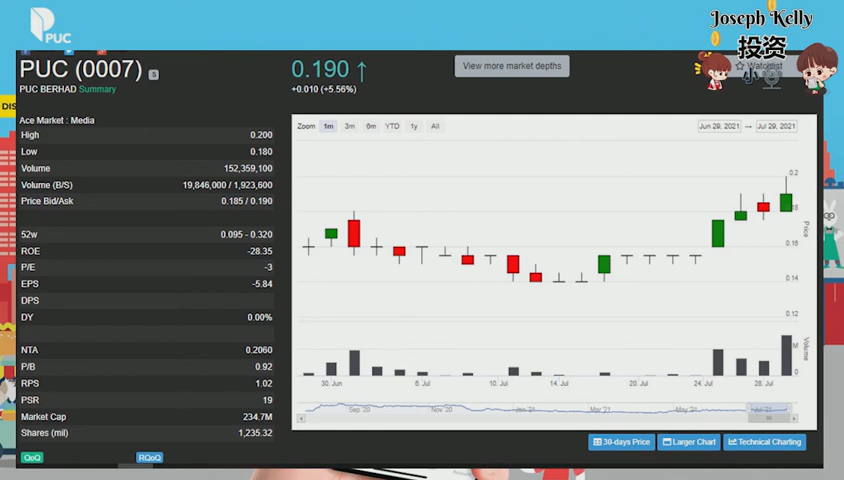 PUC
Joseph Kelly
投资
小
PUC (0007) 5
PUC BERHAD Summary
0.190 ↑
+0.010 (+5.56%)
View more market depths
Watchlist
DIS
Ace Market : Media
High 0.200
Low 0.180
Volume 152,359,100
Volume (B/S) 19,846,000 / 1,923,600
Price Bid/Ask 0.185 / 0.190
52w 0.095 - 0.320
ROE -28.35
P/E -3
EPS -5.84
DPS
DY 0.00%
NTA 0.2060
P/B 0.92
RPS 1.02
PSR 19
Market Cap 234.7M
Shares (mil) 1,235.32
QoQ RQoQ
Zoom 1m 3m 6m YTD 1y All
Jun 29, 2021 → Jul 29, 2021
0.2
0.16
0.14
0.12
Price
M
0
Volume
30. Jun 6. Jul 10. Jul 14. Jul 20. Jul 24. Jul 28. Jul
Sep '20 Nov '20 Jan '21 Mar '21 May '21 Jul '21
30-days Price Larger Chart Technical Charting